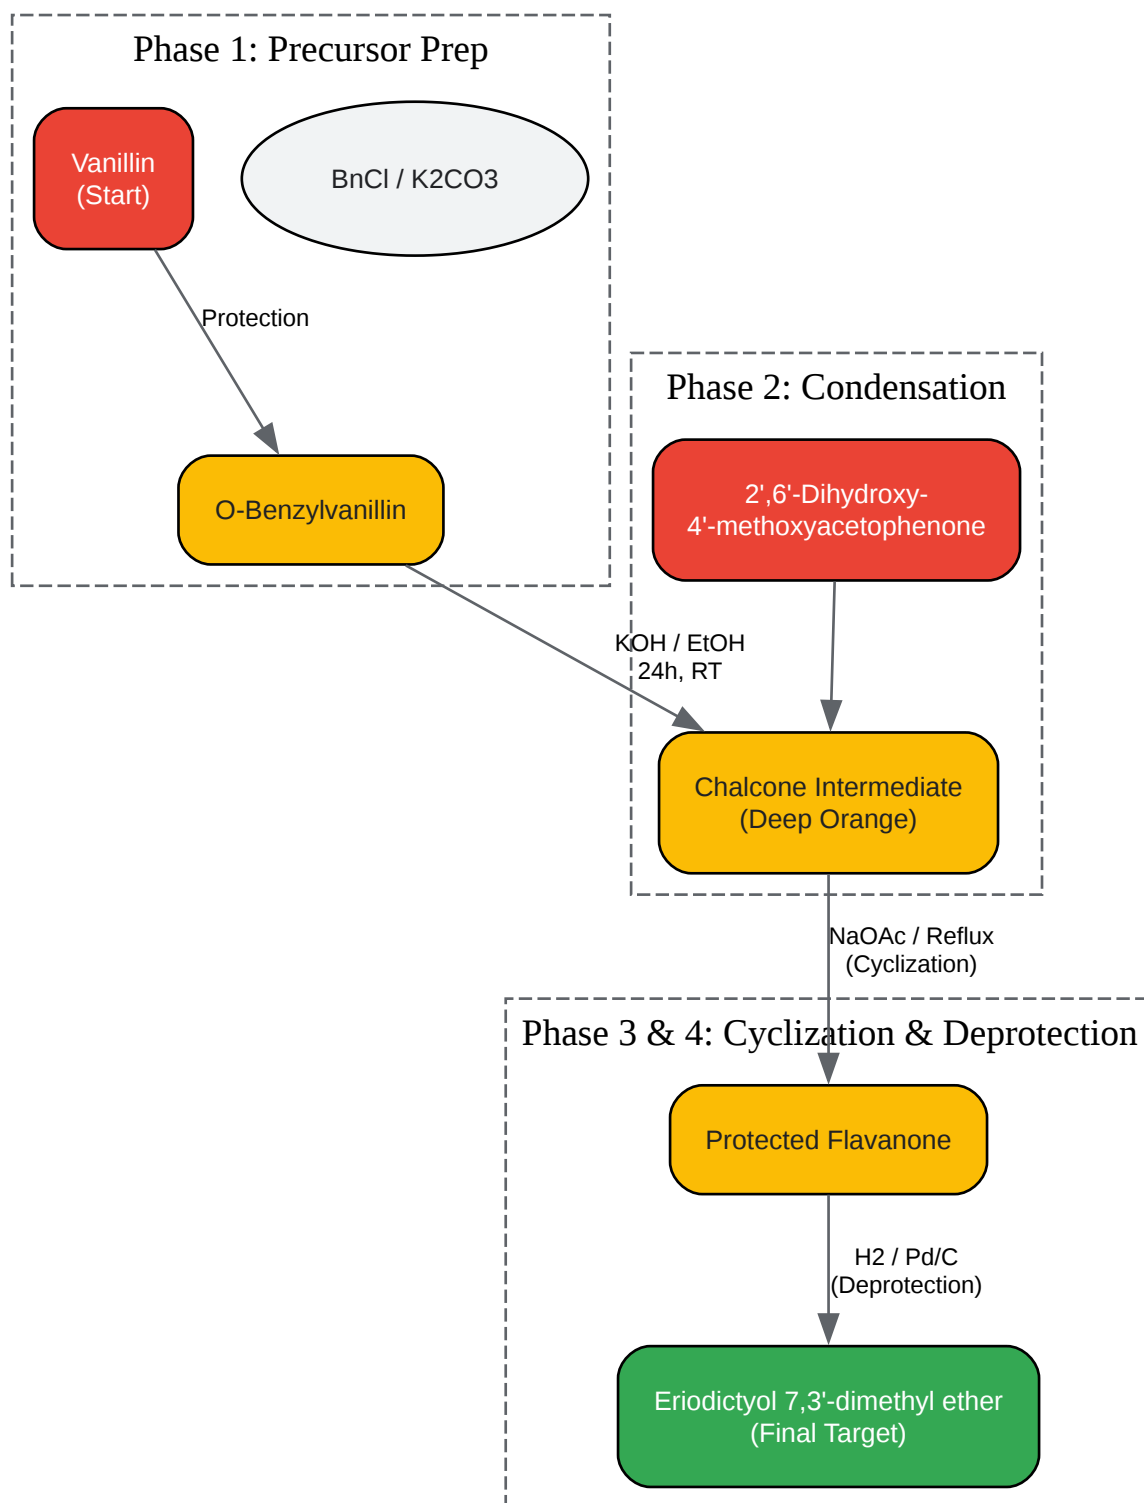 Phase 1: Precursor Prep
Vanillin
(Start)
BnCl / K2CO3
Protection
O-Benzylvanillin
Phase 2: Condensation
2',6'-Dihydroxy-
4'-methoxyacetophenone
KOH / EtOH
24h, RT
Chalcone Intermediate
(Deep Orange)
NaOAc / Reflux
(Cyclization)
Phase 3 & 4: Cyclization & Deprotection
Protected Flavanone
H2 / Pd/C
(Deprotection)
Eriodictyol 7,3'-dimethyl ether
(Final Target)